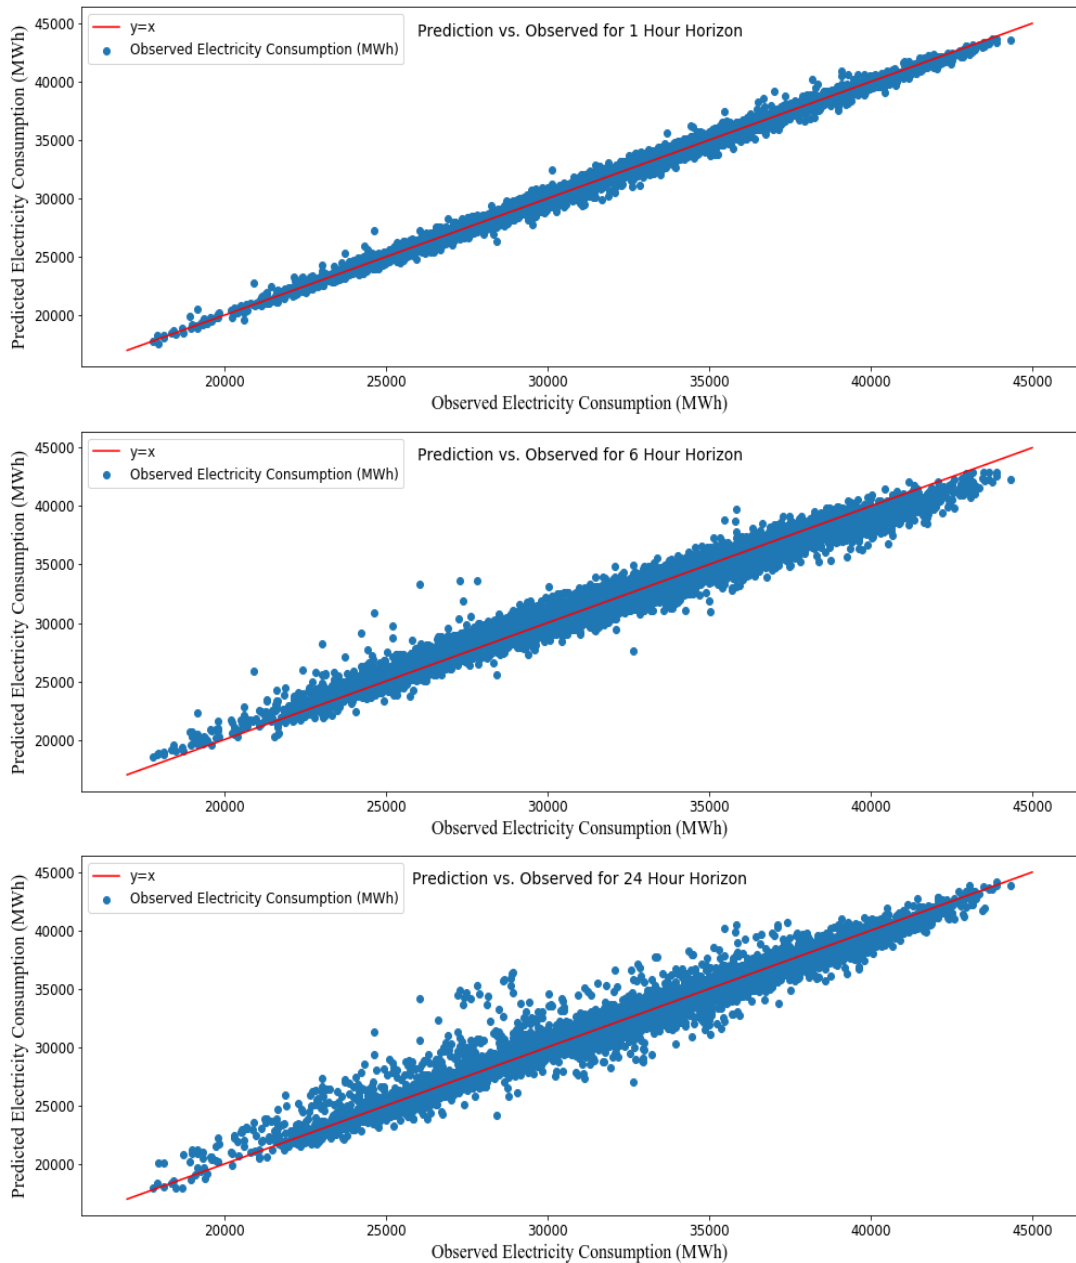 Prediction vs. Observed for 1 Hour Horizon
y=x
Observed Electricity Consumption (MWh)
Predicted Electricity Consumption (MWh)
45000
40000
35000
30000
25000
20000
20000 25000 30000 35000 40000 45000
Observed Electricity Consumption (MWh)
Prediction vs. Observed for 6 Hour Horizon
y=x
Observed Electricity Consumption (MWh)
Predicted Electricity Consumption (MWh)
45000
40000
35000
30000
25000
20000
20000 25000 30000 35000 40000 45000
Observed Electricity Consumption (MWh)
Prediction vs. Observed for 24 Hour Horizon
y=x
Observed Electricity Consumption (MWh)
Predicted Electricity Consumption (MWh)
45000
40000
35000
30000
25000
20000
20000 25000 30000 35000 40000 45000
Observed Electricity Consumption (MWh)